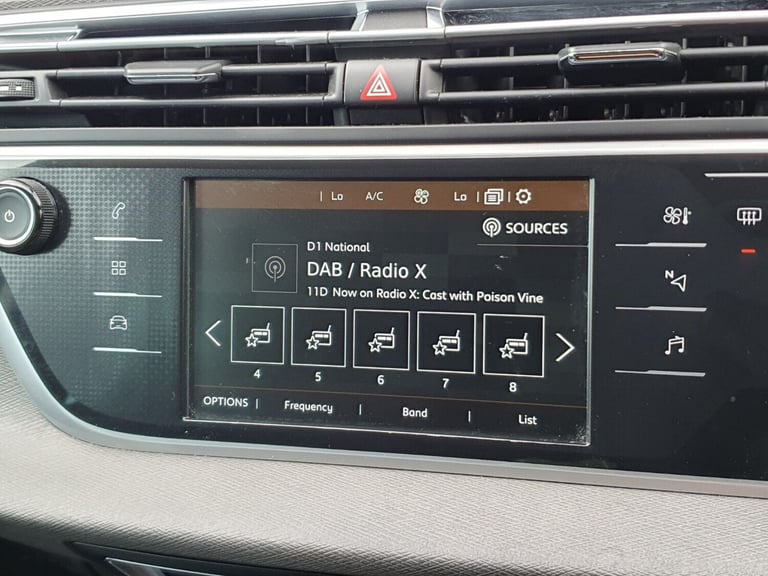 Lo A/C Lo
SOURCES
D1 National
DAB / Radio X
11D Now on Radio X: Cast with Poison Vine
4 5 6 7 8
OPTIONS | Frequency | Band | List
N